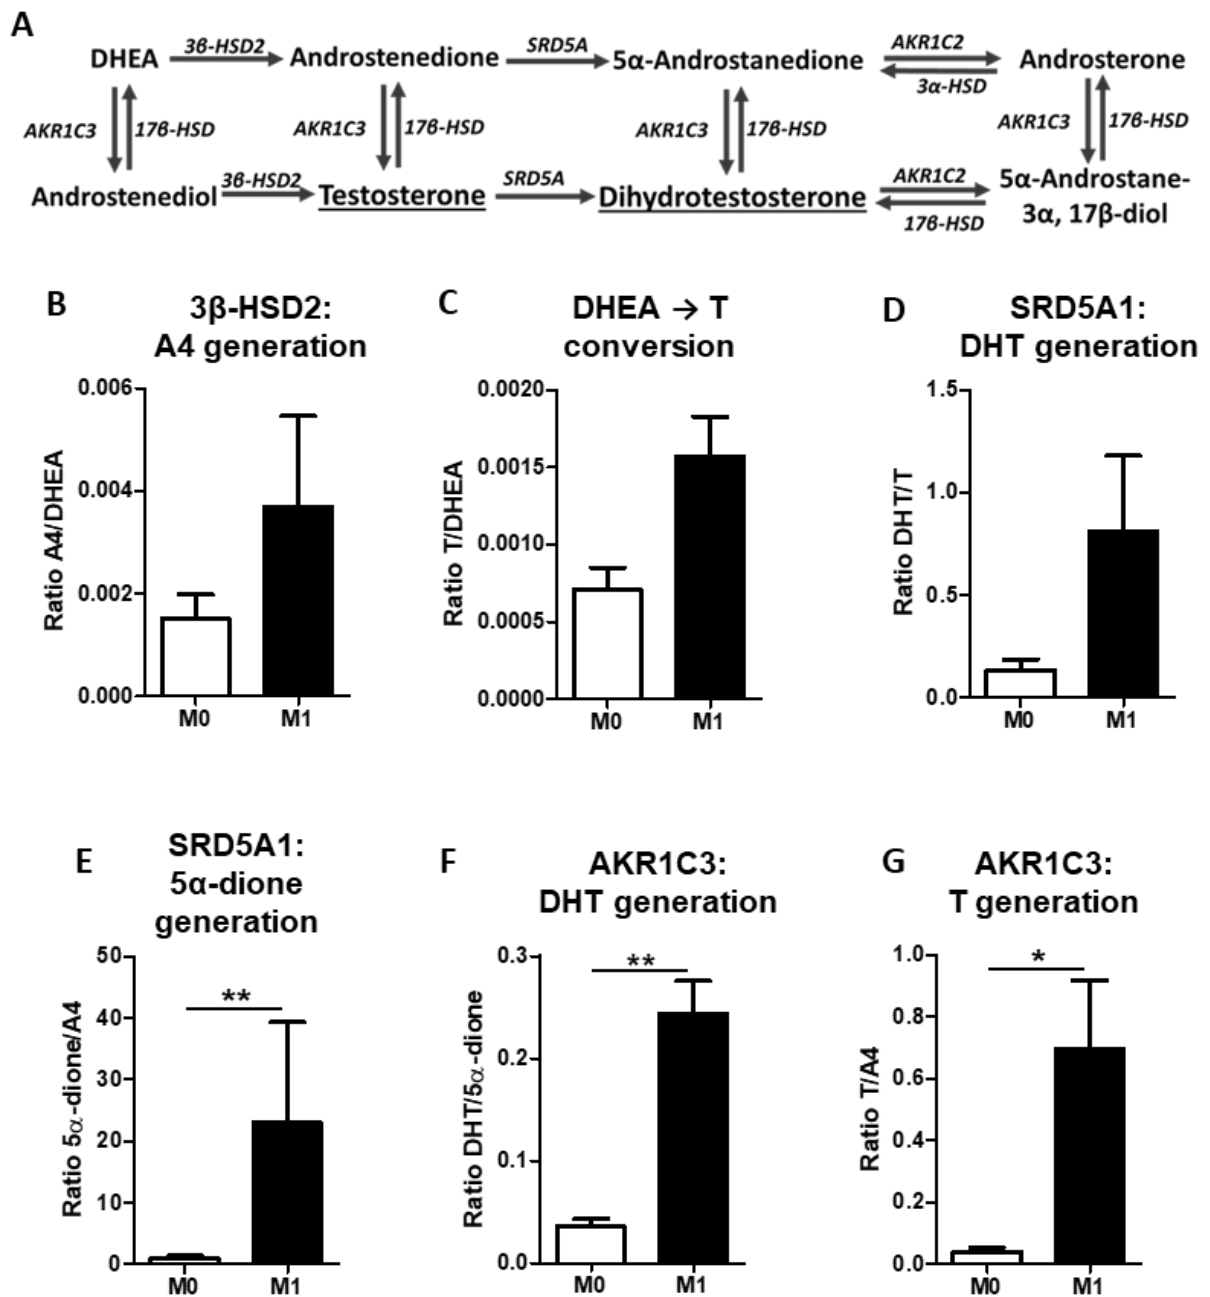 A
DHEA 3β-HSD2 Androstenedione SRD5A 5α-Androstanedione AKR1C2 3α-HSD Androsterone
AKR1C3 17β-HSD AKR1C3 17β-HSD AKR1C3 17β-HSD AKR1C3 17β-HSD
Androstenediol 3β-HSD2 Testosterone SRD5A Dihydrotestosterone AKR1C2 17β-HSD 5α-Androstane-
3α, 17β-diol
B
3β-HSD2:
A4 generation
Ratio A4/DHEA
0.006
0.004
0.002
0.000
M0 M1
C
DHEA → T
conversion
Ratio T/DHEA
0.0020
0.0015
0.0010
0.0005
0.0000
M0 M1
D
SRD5A1:
DHT generation
Ratio DHT/T
1.5
1.0
0.5
0.0
M0 M1
E
SRD5A1:
5α-dione
generation
Ratio 5α-dione/A4
50
40
30
20
10
0
**
M0 M1
F
AKR1C3:
DHT generation
Ratio DHT/5α-dione
0.3
0.2
0.1
0.0
**
M0 M1
G
AKR1C3:
T generation
Ratio T/A4
1.0
0.8
0.6
0.4
0.2
0.0
*
M0 M1